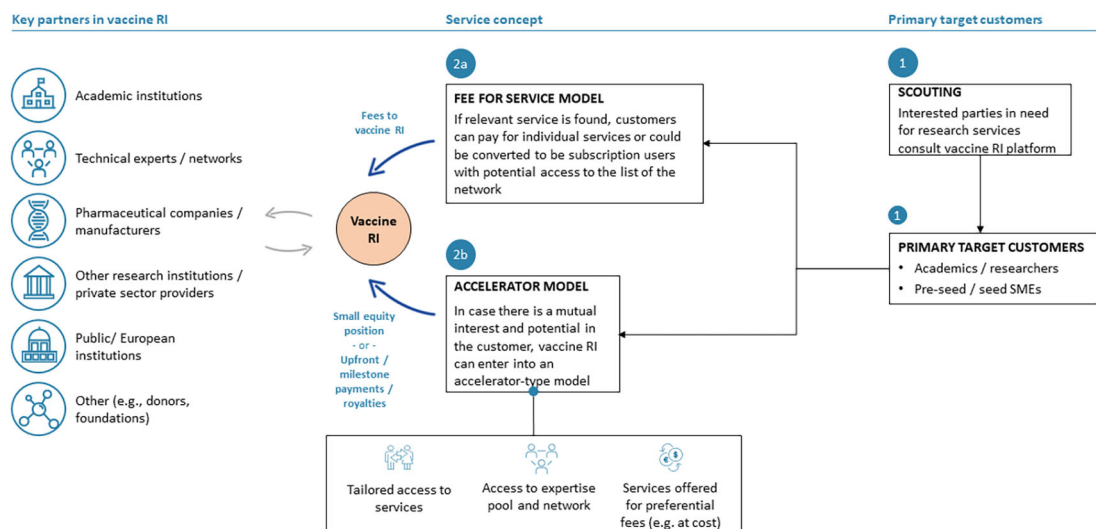 Key partners in vaccine RI
Service concept
Primary target customers
Academic institutions
Technical experts / networks
Pharmaceutical companies /
manufacturers
Other research institutions /
private sector providers
Public/ European
institutions
Other (e.g., donors,
foundations)
Fees to
vaccine RI
Vaccine
RI
Small equity
position
- or -
Upfront /
milestone
payments /
royalties
2a
FEE FOR SERVICE MODEL
If relevant service is found, customers
can pay for individual services or could
be converted to be subscription users
with potential access to the list of the
network
2b
ACCELERATOR MODEL
In case there is a mutual
interest and potential in
the customer, vaccine RI
can enter into an
accelerator-type model
Tailored access to
services
Access to expertise
pool and network
€ $
Services offered
for preferential
fees (e.g. at cost)
1
SCOUTING
Interested parties in need
for research services
consult vaccine RI platform
1
PRIMARY TARGET CUSTOMERS
• Academics / researchers
• Pre-seed / seed SMEs